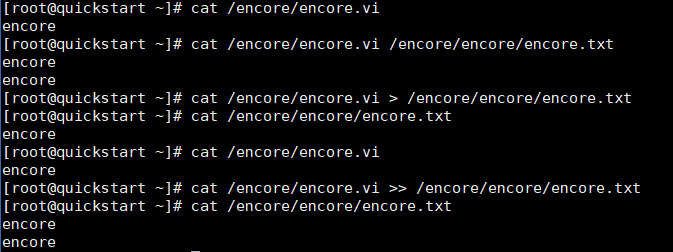 [root@quickstart ~]# cat /encore/encore.vi
encore
[root@quickstart ~]# cat /encore/encore.vi /encore/encore/encore.txt
encore
encore
[root@quickstart ~]# cat /encore/encore.vi > /encore/encore/encore.txt
[root@quickstart ~]# cat /encore/encore/encore.txt
encore
[root@quickstart ~]# cat /encore/encore.vi
encore
[root@quickstart ~]# cat /encore/encore.vi >> /encore/encore/encore.txt
[root@quickstart ~]# cat /encore/encore/encore.txt
encore
encore